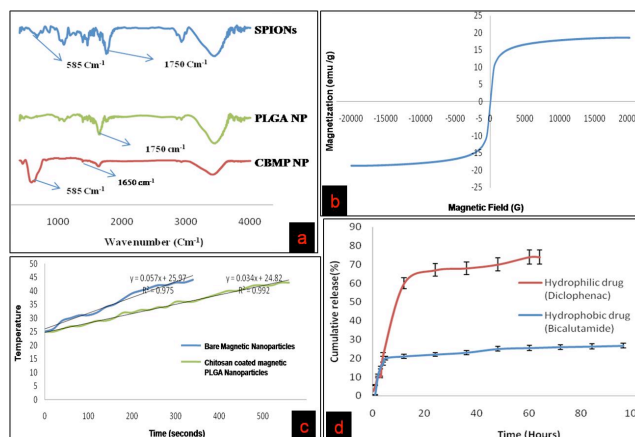 SPIONs
585 Cm⁻¹
1750 Cm⁻¹
PLGA NP
1750 Cm⁻¹
CBMP NP
585 Cm⁻¹
1650 cm⁻¹
1000 2000 3000 4000
Wavenumber (Cm⁻¹)
a
Magnetization (emu /g)
25
20
15
10
5
0
-20000 -15000 -10000 -5000 0 5000 10000 15000 20000
-5
-10
-15
-20
-25
Magnetic Field (G)
b
Temperature
50
45
40
35
30
25
20
15
10
5
0
y = 0.057x + 25.97
R² = 0.975
y = 0.034x + 24.82
R² = 0.992
Bare Magnetic Nanoparticles
Chitosan coated magnetic
PLGA Nanoparticles
0 100 200 300 400 500
Time (seconds)
c
Cumulative release(%)
90
80
70
60
50
40
30
20
10
0
Hydrophilic drug
(Diclophenac)
Hydrophobic drug
(Bicalutamide)
0 20 40 60 80 100
Time (Hours)
d